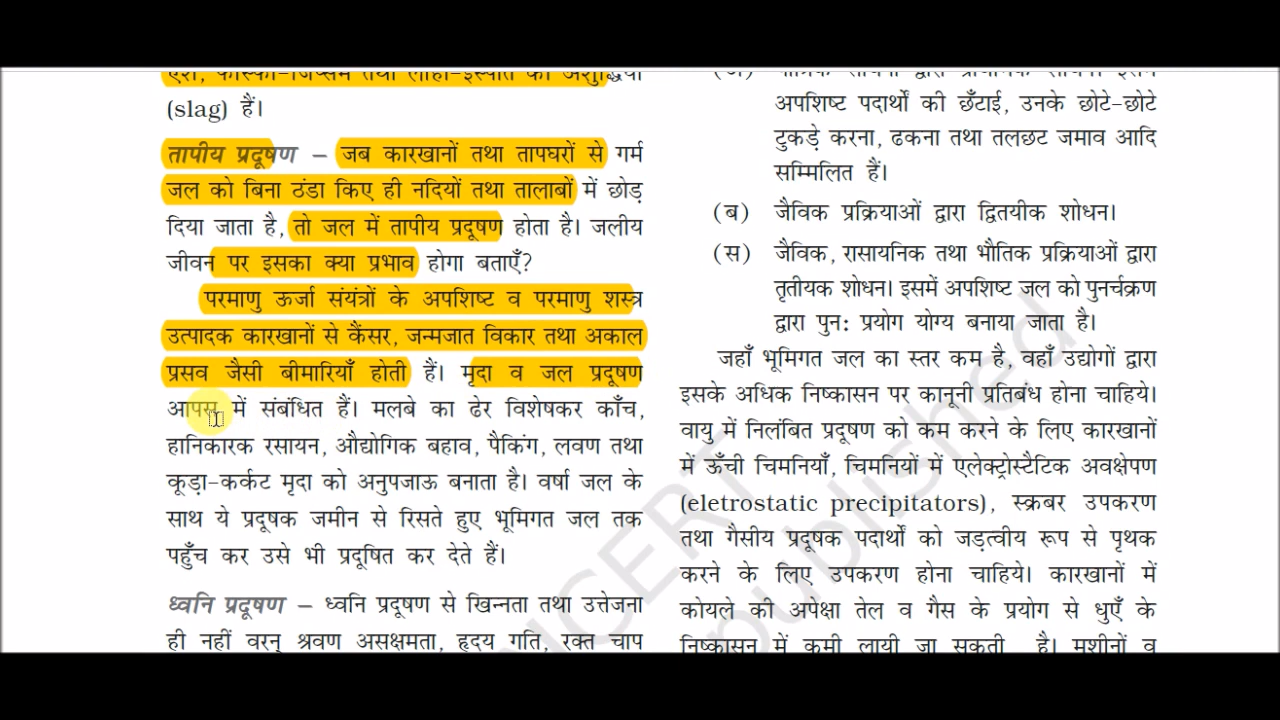 (slag) हैं।
तापीय प्रदूषण – जब कारखानों तथा तापघरों से गर्म
जल को बिना ठंडा किए ही नदियों तथा तालाबों में छोड़
दिया जाता है, तो जल में तापीय प्रदूषण होता है। जलीय
जीवन पर इसका क्या प्रभाव होगा बताएँ?
परमाणु ऊर्जा संयंत्रों के अपशिष्ट व परमाणु शस्त्र
उत्पादक कारखानों से कैंसर, जन्मजात विकार तथा अकाल
प्रसव जैसी बीमारियाँ होती हैं। मृदा व जल प्रदूषण
आपस में संबंधित हैं। मलबे का ढेर विशेषकर काँच,
हानिकारक रसायन, औद्योगिक बहाव, पैकिंग, लवण तथा
कूड़ा-कर्कट मृदा को अनुपजाऊ बनाता है। वर्षा जल के
साथ ये प्रदूषक जमीन से रिसते हुए भूमिगत जल तक
पहुँच कर उसे भी प्रदूषित कर देते हैं।
ध्वनि प्रदूषण – ध्वनि प्रदूषण से खिन्नता तथा उत्तेजना
ही नहीं वरन् श्रवण असक्षमता, हृदय गति, रक्त चाप
अपशिष्ट पदार्थों की छँटाई, उनके छोटे-छोटे
टुकड़े करना, ढकना तथा तलछट जमाव आदि
सम्मिलित हैं।
(ब) जैविक प्रक्रियाओं द्वारा द्वितयीक शोधन।
(स) जैविक, रासायनिक तथा भौतिक प्रक्रियाओं द्वारा
तृतीयक शोधन। इसमें अपशिष्ट जल को पुनर्चक्रण
द्वारा पुन: प्रयोग योग्य बनाया जाता है।
जहाँ भूमिगत जल का स्तर कम है, वहाँ उद्योगों द्वारा
इसके अधिक निष्कासन पर कानूनी प्रतिबंध होना चाहिये।
वायु में निलंबित प्रदूषण को कम करने के लिए कारखानों
में ऊँची चिमनियाँ, चिमनियों में एलेक्ट्रोस्टैटिक अवक्षेपण
(eletrostatic precipitators), स्क्रबर उपकरण
तथा गैसीय प्रदूषक पदार्थों को जड़त्वीय रूप से पृथक
करने के लिए उपकरण होना चाहिये। कारखानों में
कोयले की अपेक्षा तेल व गैस के प्रयोग से धुएँ के
निष्कासन में कमी लायी जा सकती है। मशीनों व